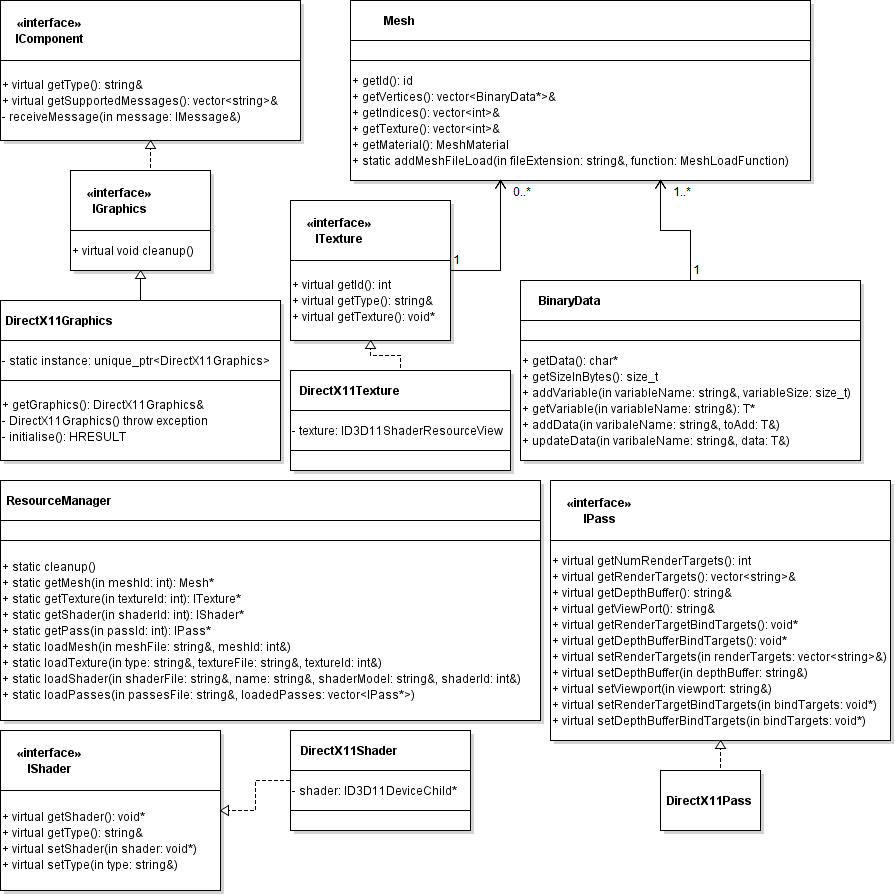 «interface»
IComponent
+ virtual getType(): string&
+ virtual getSupportedMessages(): vector<string>&
- receiveMessage(in message: IMessage&)
Mesh
+ getId(): id
+ getVertices(): vector<BinaryData*>&
+ getIndices(): vector<int>&
+ getTexture(): vector<int>&
+ getMaterial(): MeshMaterial
+ static addMeshFileLoad(in fileExtension: string&, function: MeshLoadFunction)
«interface»
IGraphics
+ virtual void cleanup()
«interface»
ITexture
+ virtual getId(): int
+ virtual getType(): string&
+ virtual getTexture(): void*
0..*
1
1..*
1
DirectX11Graphics
- static instance: unique_ptr<DirectX11Graphics>
+ getGraphics(): DirectX11Graphics&
- DirectX11Graphics() throw exception
- initialise(): HRESULT
DirectX11Texture
- texture: ID3D11ShaderResourceView
BinaryData
+ getData(): char*
+ getSizeInBytes(): size_t
+ addVariable(in variableName: string&, variableSize: size_t)
+ getVariable(in variableName: string&): T*
+ addData(in varibaleName: string&, toAdd: T&)
+ updateData(in varibaleName: string&, data: T&)
ResourceManager
+ static cleanup()
+ static getMesh(in meshId: int): Mesh*
+ static getTexture(in textureId: int): ITexture*
+ static getShader(in shaderId: int): IShader*
+ static getPass(in passId: int): IPass*
+ static loadMesh(in meshFile: string&, meshId: int&)
+ static loadTexture(in type: string&, textureFile: string&, textureId: int&)
+ static loadShader(in shaderFile: string&, name: string&, shaderModel: string&, shaderId: int&)
+ static loadPasses(in passesFile: string&, loadedPasses: vector<IPass*>)
«interface»
IPass
+ virtual getNumRenderTargets(): int
+ virtual getRenderTargets(): vector<string>&
+ virtual getDepthBuffer(): string&
+ virtual getViewPort(): string&
+ virtual getRenderTargetBindTargets(): void*
+ virtual getDepthBufferBindTargets(): void*
+ virtual setRenderTargets(in renderTargets: vector<string>&)
+ virtual setDepthBuffer(in depthBuffer: string&)
+ virtual setViewport(in viewport: string&)
+ virtual setRenderTargetBindTargets(in bindTargets: void*)
+ virtual setDepthBufferBindTargets(in bindTargets: void*)
«interface»
IShader
+ virtual getShader(): void*
+ virtual getType(): string&
+ virtual setShader(in shader: void*)
+ virtual setType(in type: string&)
DirectX11Shader
- shader: ID3D11DeviceChild*
DirectX11Pass